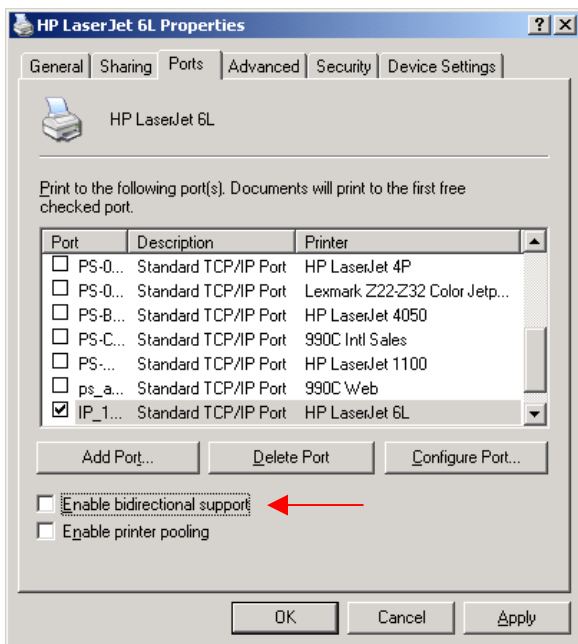 HP LaserJet 6L Properties
General Sharing Ports Advanced Security Device Settings
HP LaserJet 6L
Print to the following port(s). Documents will print to the first free
checked port.
Port Description Printer
PS-0... Standard TCP/IP Port HP LaserJet 4P
PS-0... Standard TCP/IP Port Lexmark Z22-Z32 Color Jetp...
PS-B... Standard TCP/IP Port HP LaserJet 4050
PS-C... Standard TCP/IP Port 990C Intl Sales
PS-... Standard TCP/IP Port HP LaserJet 1100
ps_a... Standard TCP/IP Port 990C Web
IP_1... Standard TCP/IP Port HP LaserJet 6L
Add Port... Delete Port Configure Port...
Enable bidirectional support
Enable printer pooling
OK Cancel Apply